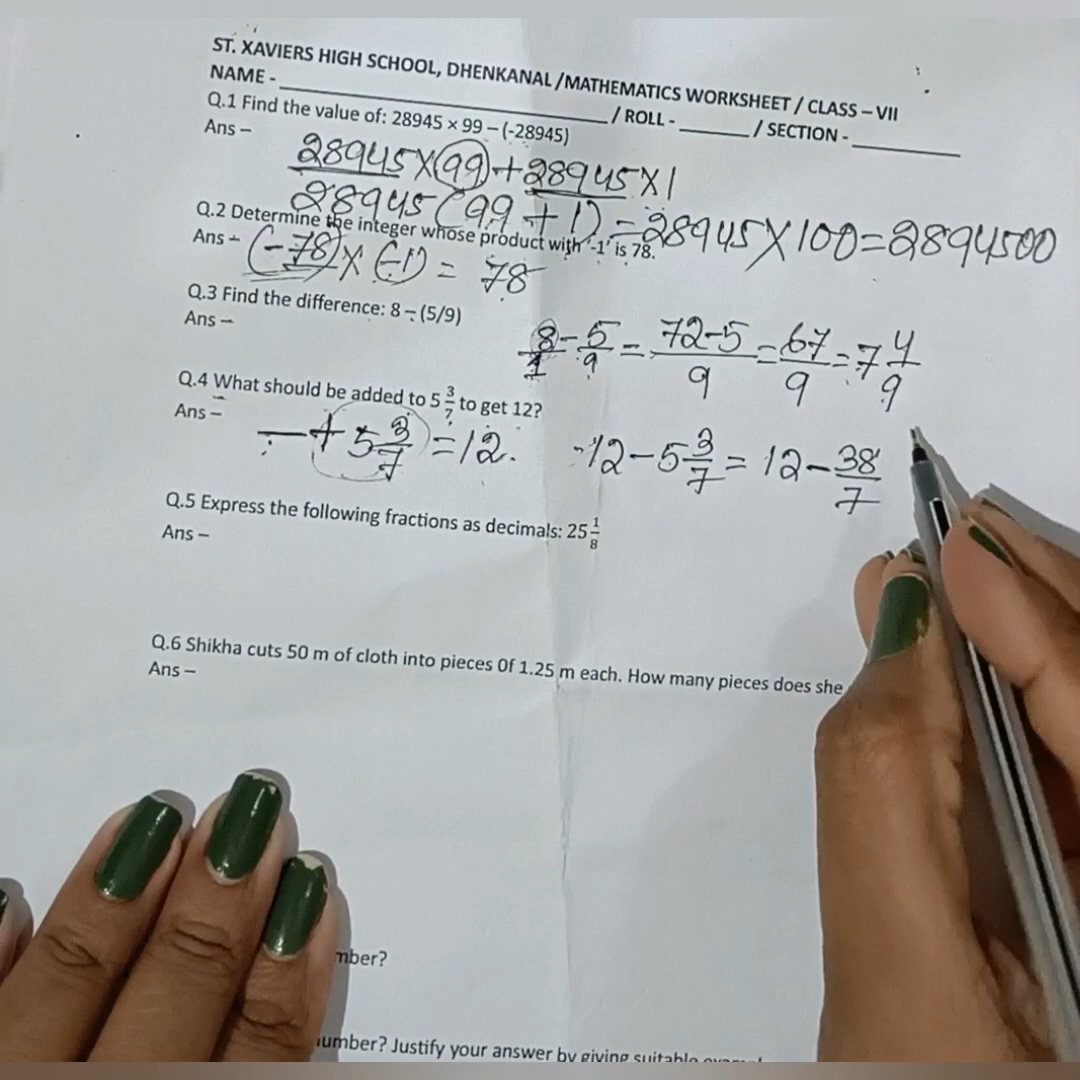 ST. XAVIERS HIGH SCHOOL, DHENKANAL /MATHEMATICS WORKSHEET / CLASS – VII
NAME - ____________ / ROLL - ______ / SECTION - ________
Q.1 Find the value of: 28945 × 99 – (-28945)
Ans –
28945×(99)+28945×1
28945(99+1)=28945×100=2894500
Q.2 Determine the integer whose product with '-1' is 78.
Ans – (-78)×(-1) = 78
Q.3 Find the difference: 8 – (5/9)
Ans –
8/1 - 5/9 = 72-5/9 = 67/9 = 7 4/9
Q.4 What should be added to 5 3/7 to get 12?
Ans –
— + 5 3/7 = 12. 12 - 5 3/7 = 12 - 38/7
Q.5 Express the following fractions as decimals: 25 1/8
Ans –
Q.6 Shikha cuts 50 m of cloth into pieces 0f 1.25 m each. How many pieces does she
Ans –
mber?
number? Justify your answer by giving suitable